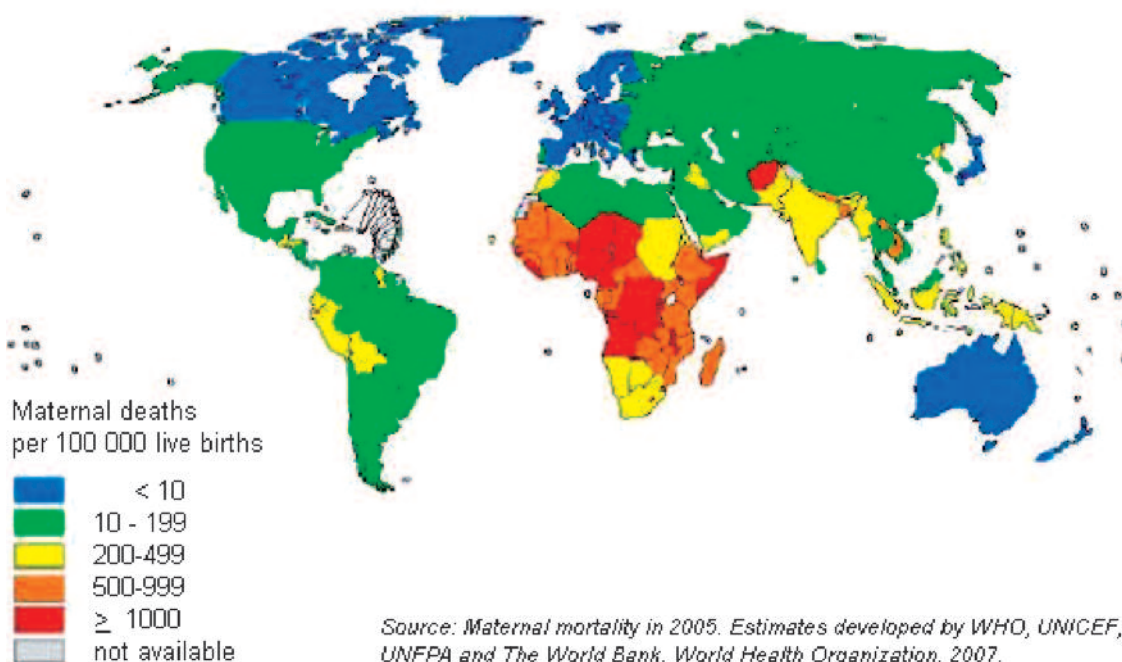 Maternal deaths
per 100 000 live births
< 10
10 - 199
200-499
500-999
≥ 1000
not available
Source: Maternal mortality in 2005. Estimates developed by WHO, UNICEF,
UNFPA and The World Bank, World Health Organization, 2007.